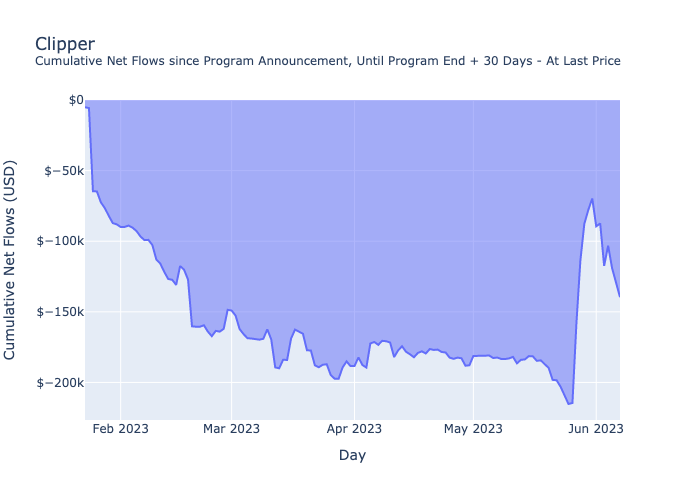 Clipper
Cumulative Net Flows since Program Announcement, Until Program End + 30 Days - At Last Price
$0
$−50k
$−100k
$−150k
$−200k
Cumulative Net Flows (USD)
Feb 2023
Mar 2023
Apr 2023
May 2023
Jun 2023
Day